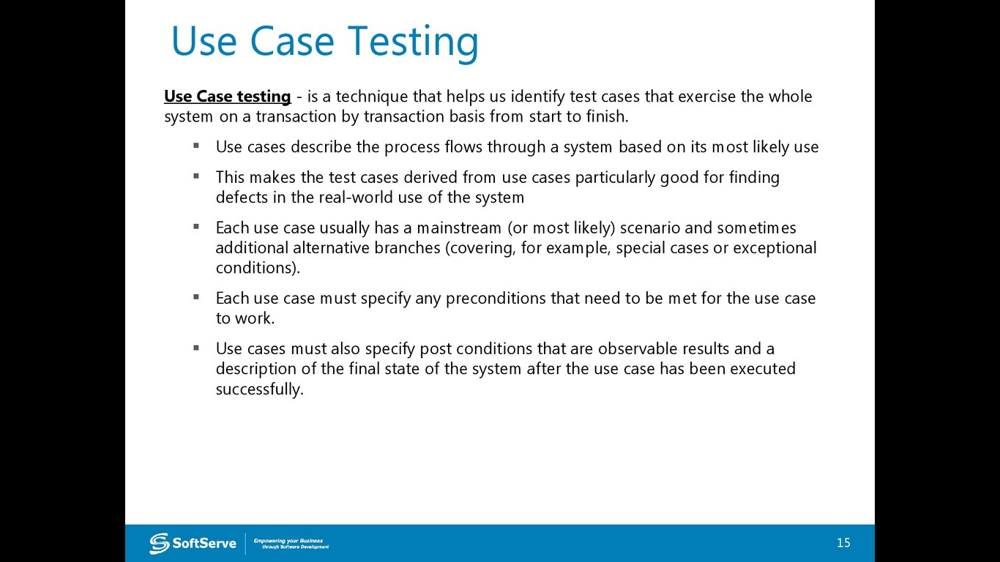 Use Case Testing
Use Case testing - is a technique that helps us identify test cases that exercise the whole
system on a transaction by transaction basis from start to finish.
▪ Use cases describe the process flows through a system based on its most likely use
▪ This makes the test cases derived from use cases particularly good for finding
defects in the real-world use of the system
▪ Each use case usually has a mainstream (or most likely) scenario and sometimes
additional alternative branches (covering, for example, special cases or exceptional
conditions).
▪ Each use case must specify any preconditions that need to be met for the use case
to work.
▪ Use cases must also specify post conditions that are observable results and a
description of the final state of the system after the use case has been executed
successfully.
SoftServe
Empowering your Business
through Software Development
15